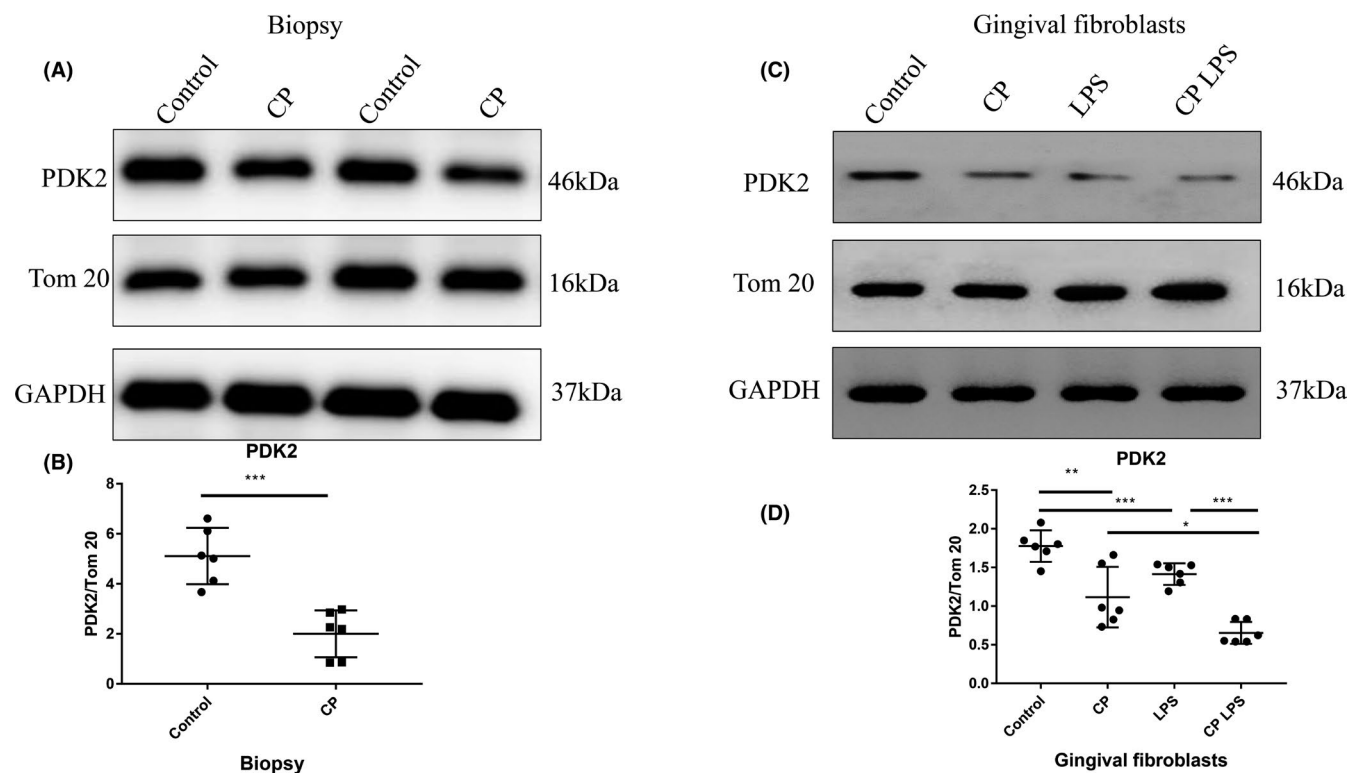 Biopsy
(A)
Control
CP
Control
CP
PDK2
46kDa
Tom 20
16kDa
GAPDH
37kDa
(B)
PDK2
***
8
6
4
2
0
PDK2/Tom 20
Control
CP
Biopsy
Gingival fibroblasts
(C)
Control
CP
LPS
CP LPS
PDK2
46kDa
Tom 20
16kDa
GAPDH
37kDa
(D)
PDK2
**
***
***
*
2.5
2.0
1.5
1.0
0.5
0.0
PDK2/Tom 20
Control
CP
LPS
CP LPS
Gingival fibroblasts